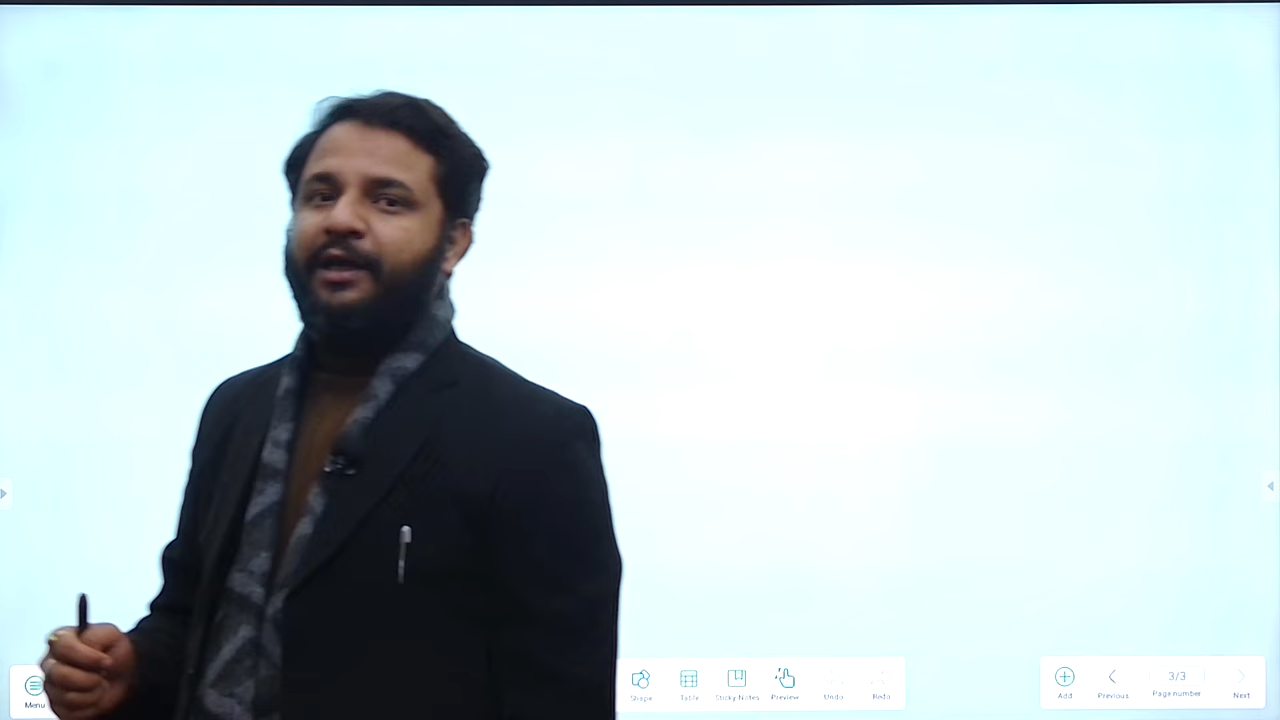 Menu
Shape
Table
Sticky Notes
Preview
Undo
Redo
Add
Previous
3/3
Page number
Next